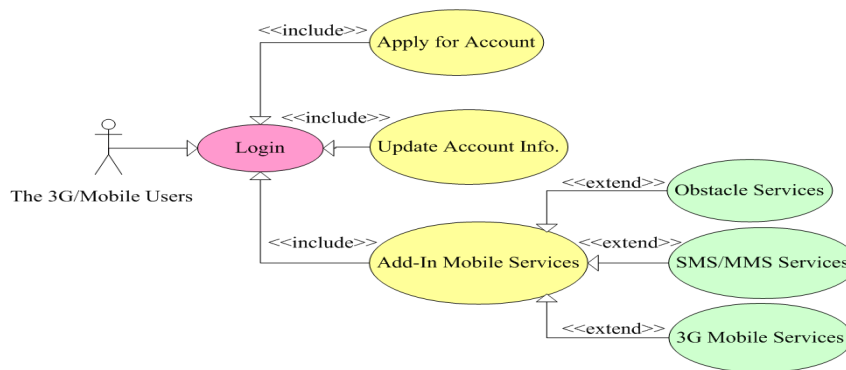 <<include>>
Apply for Account
<<include>>
Login
Update Account Info.
The 3G/Mobile Users
<<extend>>
Obstacle Services
<<include>>
Add-In Mobile Services
<<extend>>
SMS/MMS Services
<<extend>>
3G Mobile Services